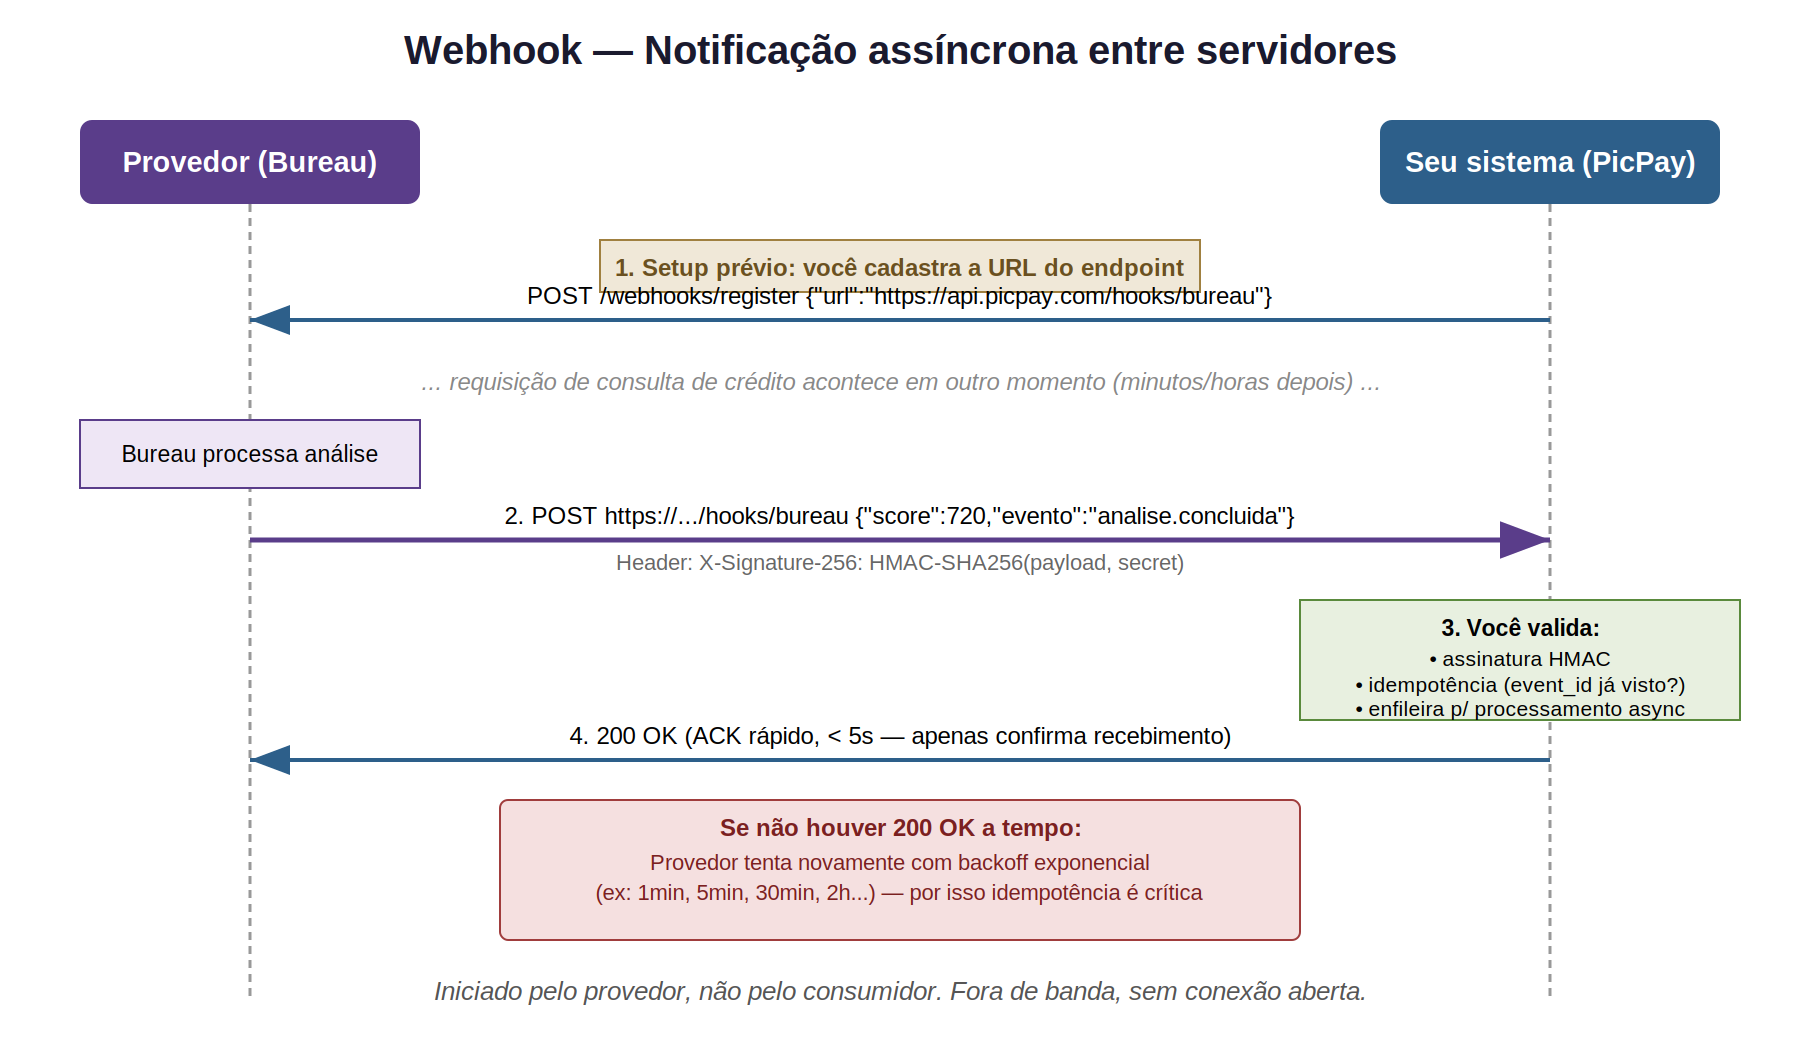 Webhook — Notificação assíncrona entre servidores
Provedor (Bureau)
Seu sistema (PicPay)
1. Setup prévio: você cadastra a URL do endpoint
POST /webhooks/register {"url":"https://api.picpay.com/hooks/bureau"}
... requisição de consulta de crédito acontece em outro momento (minutos/horas depois) ...
Bureau processa análise
2. POST https://.../hooks/bureau {"score":720,"evento":"analise.concluida"}
Header: X-Signature-256: HMAC-SHA256(payload, secret)
3. Você valida:
• assinatura HMAC
• idempotência (event_id já visto?)
• enfileira p/ processamento async
4. 200 OK (ACK rápido, < 5s — apenas confirma recebimento)
Se não houver 200 OK a tempo:
Provedor tenta novamente com backoff exponencial
(ex: 1min, 5min, 30min, 2h...) — por isso idempotência é crítica
Iniciado pelo provedor, não pelo consumidor. Fora de banda, sem conexão aberta.